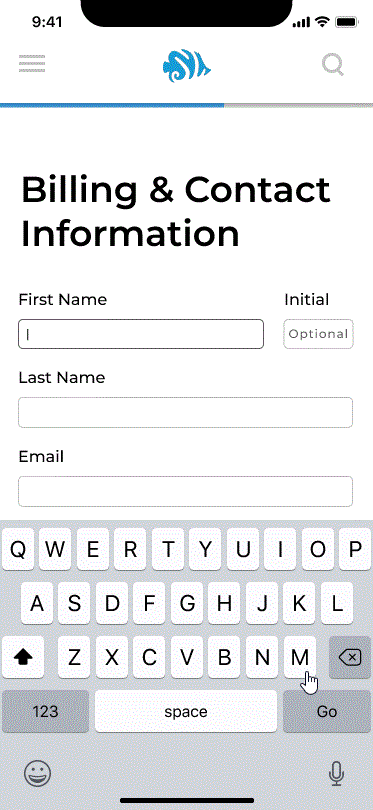 9:41
Billing & Contact
Information
First Name Initial
Optional
Last Name
Email
Q W E R T Y U I O P
A S D F G H J K L
Z X C V B N M
123 space Go